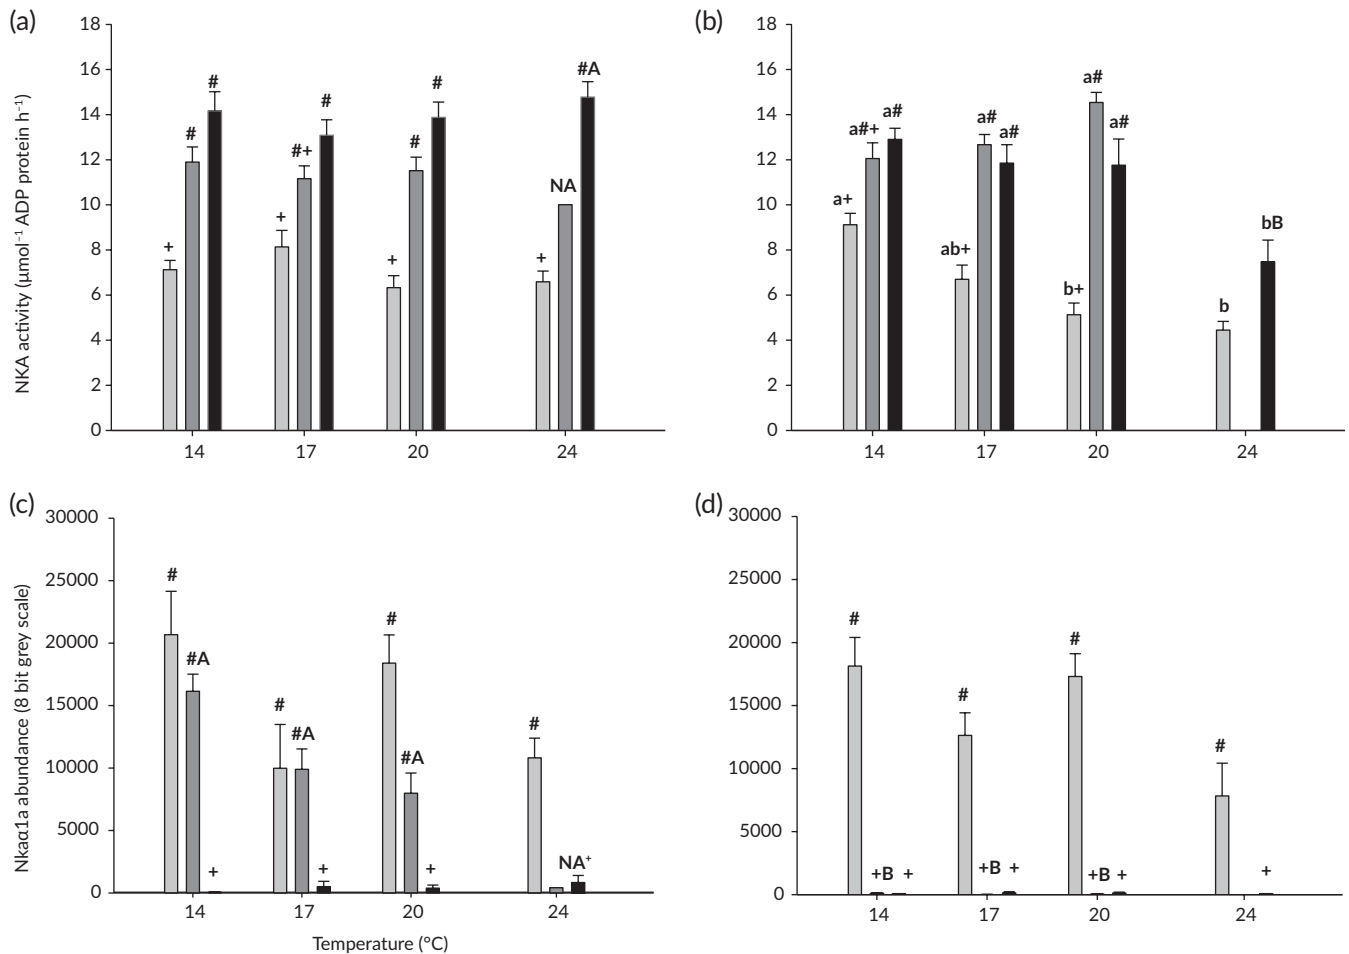 (a)
18
16
14
12
10
8
6
4
2
0
NKA activity (µmol⁻¹ ADP protein h⁻¹)
+ # #
+ #+ #
+ # #
+ NA #A
14 17 20 24
(b)
18
16
14
12
10
8
6
4
2
0
a+ a#+ a#
ab+ a# a#
b+ a# a#
b bB
14 17 20 24
(c)
30000
25000
20000
15000
10000
5000
0
Nkaα1a abundance (8 bit grey scale)
# #A +
# #A +
# #A +
# NA⁺
14 17 20 24
Temperature (°C)
(d)
30000
25000
20000
15000
10000
5000
0
# +B +
# +B +
# +B +
# +
14 17 20 24